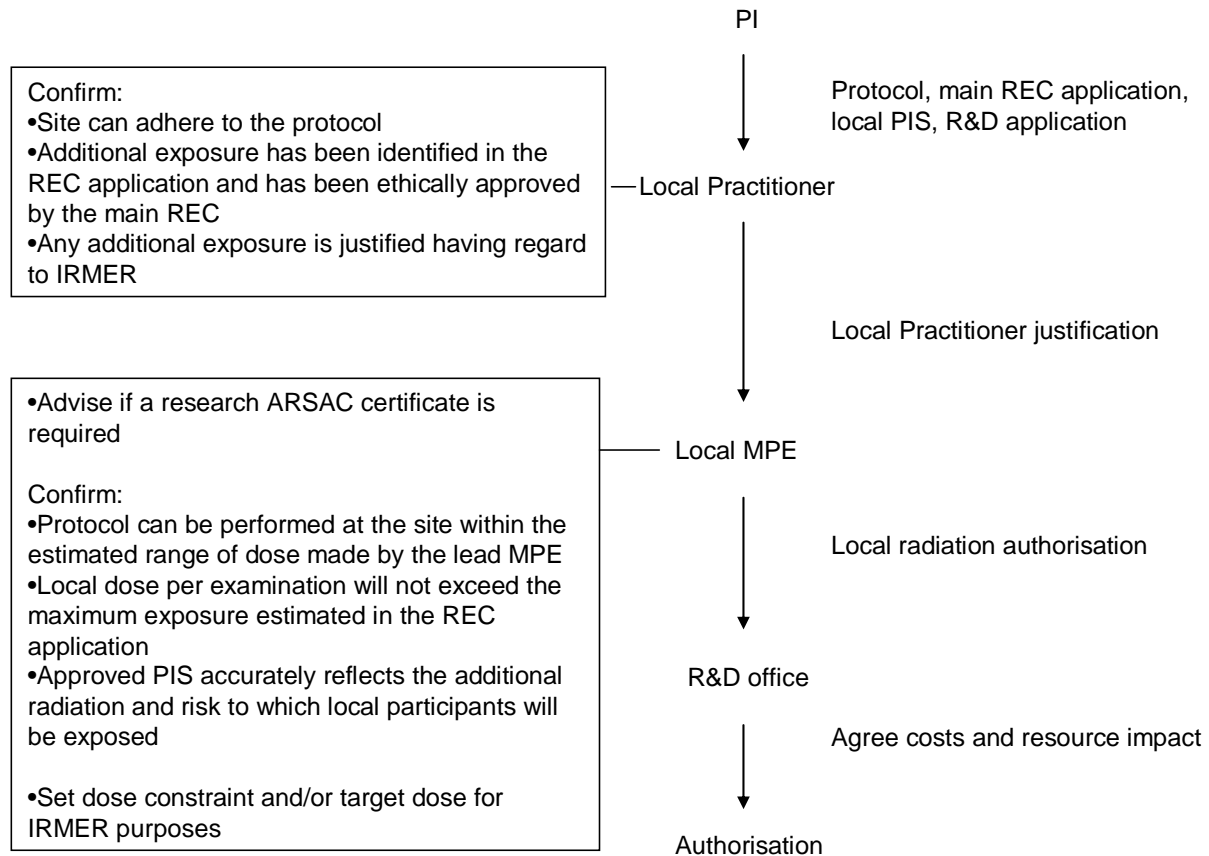 PI
Protocol, main REC application,
local PIS, R&D application
Confirm:
•Site can adhere to the protocol
•Additional exposure has been identified in the
REC application and has been ethically approved
by the main REC
•Any additional exposure is justified having regard
to IRMER
Local Practitioner
Local Practitioner justification
•Advise if a research ARSAC certificate is
required
Confirm:
•Protocol can be performed at the site within the
estimated range of dose made by the lead MPE
•Local dose per examination will not exceed the
maximum exposure estimated in the REC
application
•Approved PIS accurately reflects the additional
radiation and risk to which local participants will
be exposed
•Set dose constraint and/or target dose for
IRMER purposes
Local MPE
Local radiation authorisation
R&D office
Agree costs and resource impact
Authorisation